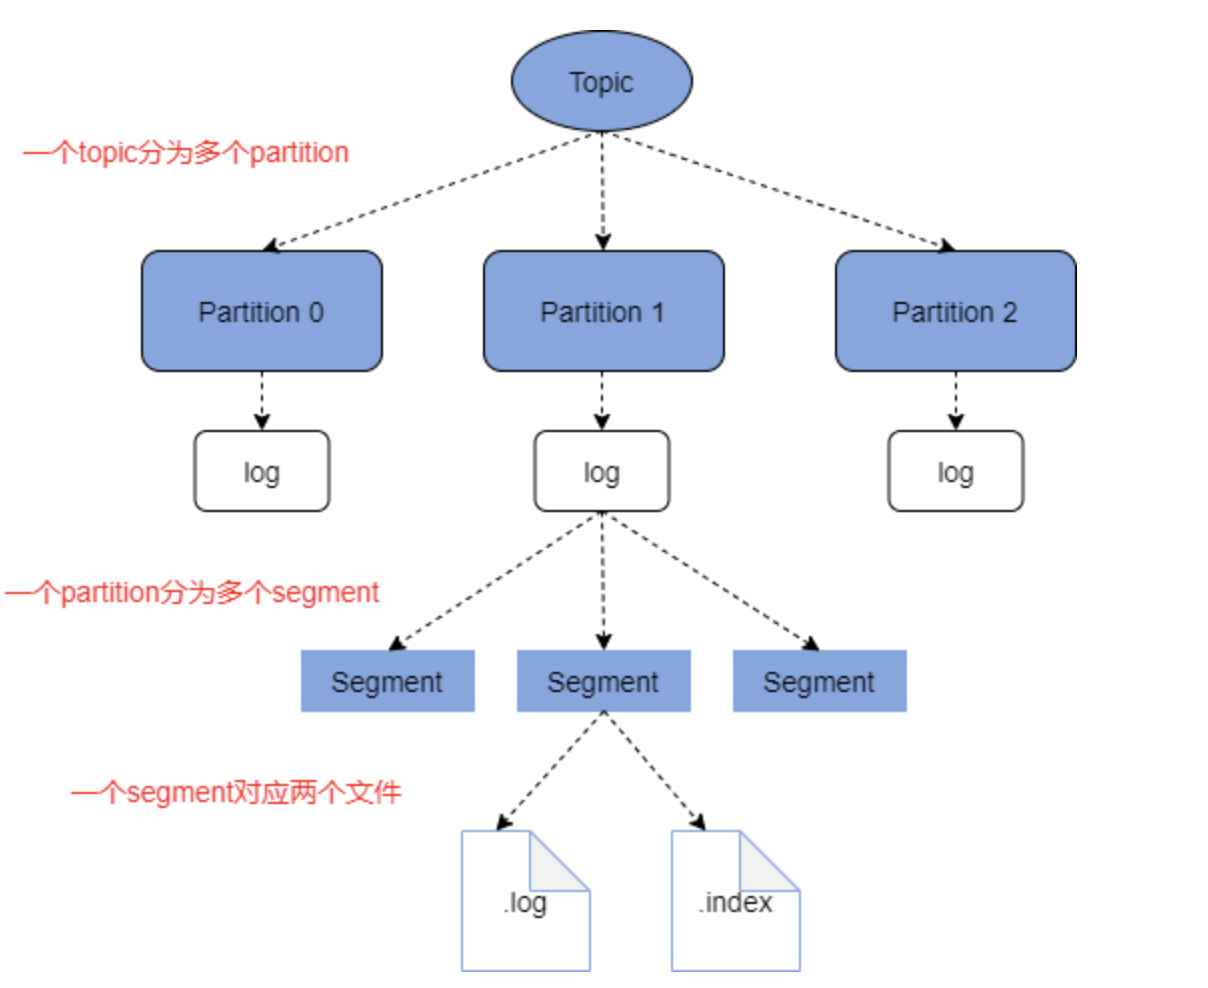 Topic
一个topic分为多个partition
Partition 0
Partition 1
Partition 2
log
log
log
一个partition分为多个segment
Segment
Segment
Segment
一个segment对应两个文件
.log
.index